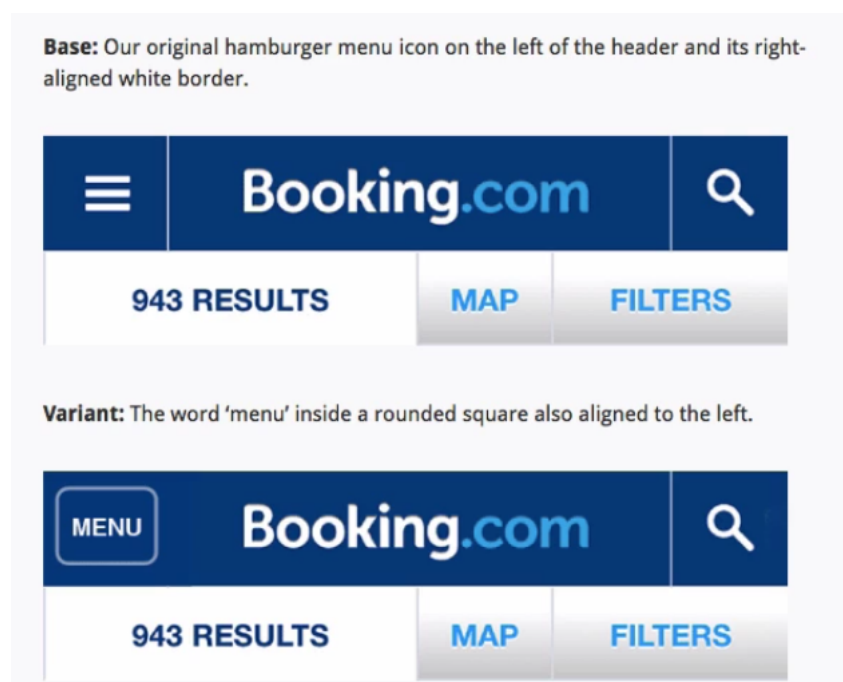 Base: Our original hamburger menu icon on the left of the header and its right-
aligned white border.
Booking.com
943 RESULTS MAP FILTERS
Variant: The word ‘menu’ inside a rounded square also aligned to the left.
MENU Booking.com
943 RESULTS MAP FILTERS